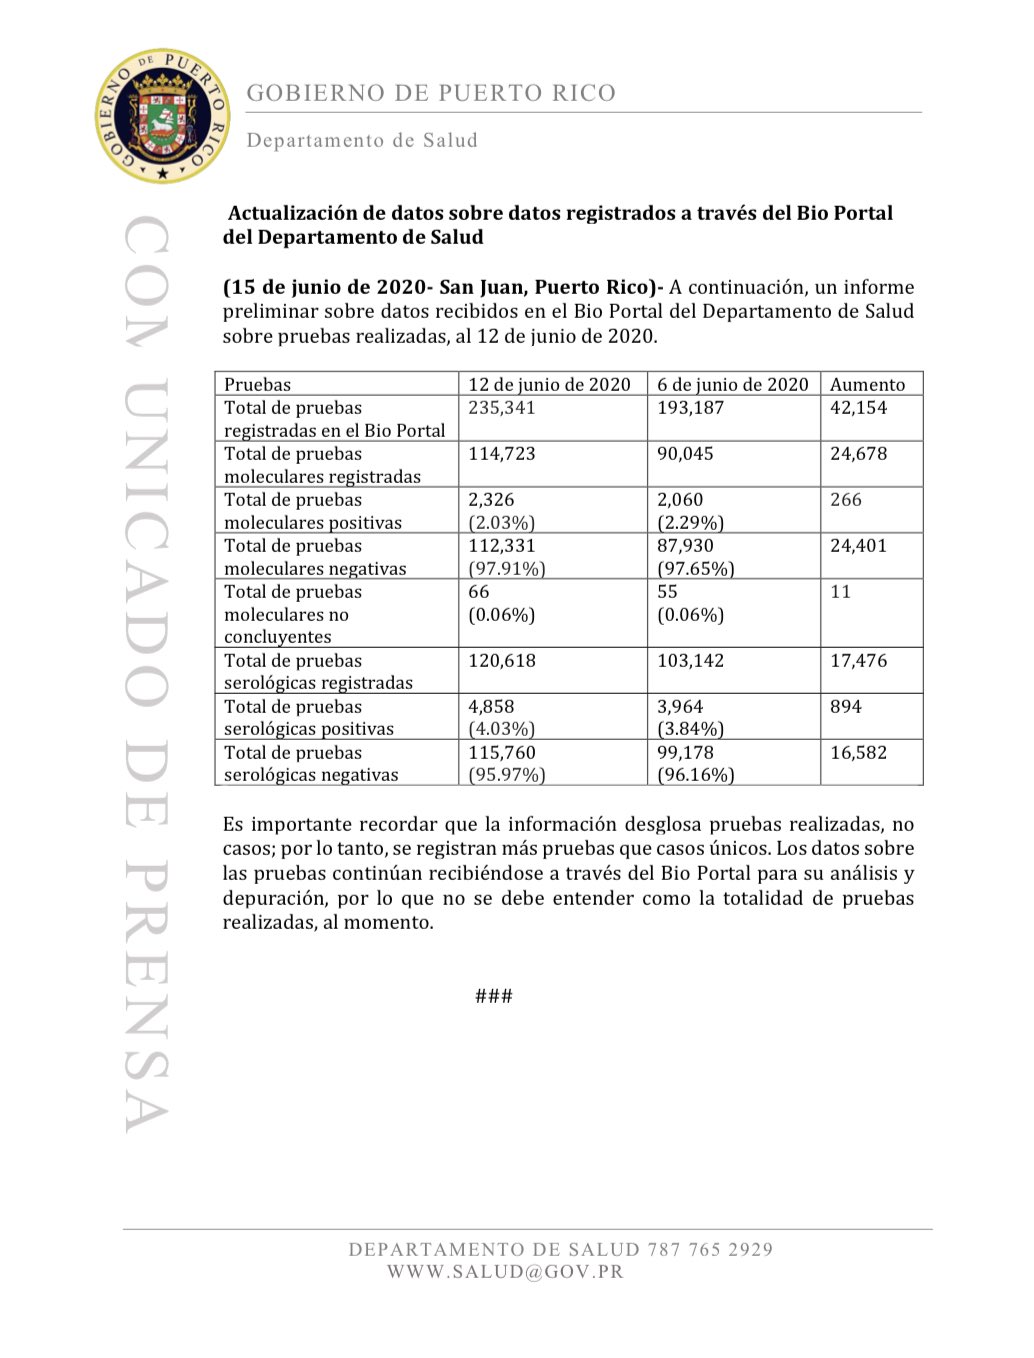 GOBIERNO DE PUERTO RICO
GOBIERNO DE PUERTO RICO
Departamento de Salud
COMUNICADO DE PRENSA
Actualización de datos sobre datos registrados a través del Bio Portal
del Departamento de Salud
(15 de junio de 2020- San Juan, Puerto Rico)- A continuación, un informe
preliminar sobre datos recibidos en el Bio Portal del Departamento de Salud
sobre pruebas realizadas, al 12 de junio de 2020.
Pruebas 12 de junio de 2020 6 de junio de 2020 Aumento
Total de pruebas 235,341 193,187 42,154
registradas en el Bio Portal
Total de pruebas 114,723 90,045 24,678
moleculares registradas
Total de pruebas 2,326 2,060 266
moleculares positivas (2.03%) (2.29%)
Total de pruebas 112,331 87,930 24,401
moleculares negativas (97.91%) (97.65%)
Total de pruebas 66 55 11
moleculares no (0.06%) (0.06%)
concluyentes
Total de pruebas 120,618 103,142 17,476
serológicas registradas
Total de pruebas 4,858 3,964 894
serológicas positivas (4.03%) (3.84%)
Total de pruebas 115,760 99,178 16,582
serológicas negativas (95.97%) (96.16%)
Es importante recordar que la información desglosa pruebas realizadas, no
casos; por lo tanto, se registran más pruebas que casos únicos. Los datos sobre
las pruebas continúan recibiéndose a través del Bio Portal para su análisis y
depuración, por lo que no se debe entender como la totalidad de pruebas
realizadas, al momento.
###
DEPARTAMENTO DE SALUD 787 765 2929
WWW.SALUD@GOV.PR